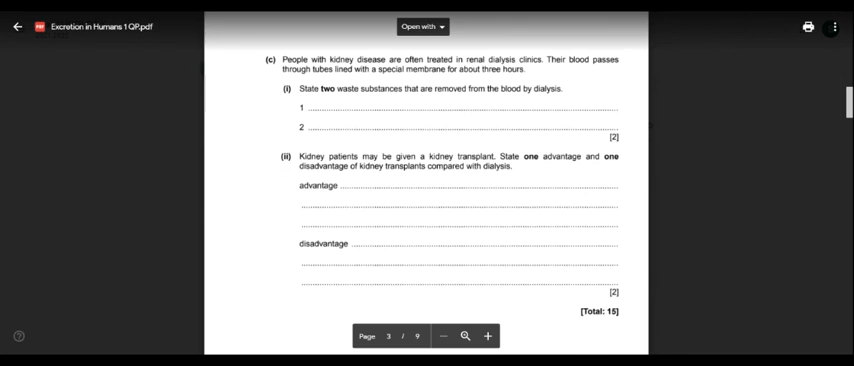 PDF Excretion in Humans 1 QP.pdf
Open with
(c) People with kidney disease are often treated in renal dialysis clinics. Their blood passes
through tubes lined with a special membrane for about three hours.
(i) State two waste substances that are removed from the blood by dialysis.
1 ....................
2 ....................
[2]
(ii) Kidney patients may be given a kidney transplant. State one advantage and one
disadvantage of kidney transplants compared with dialysis.
advantage ....................
disadvantage ....................
[2]
[Total: 15]
Page 3 / 9